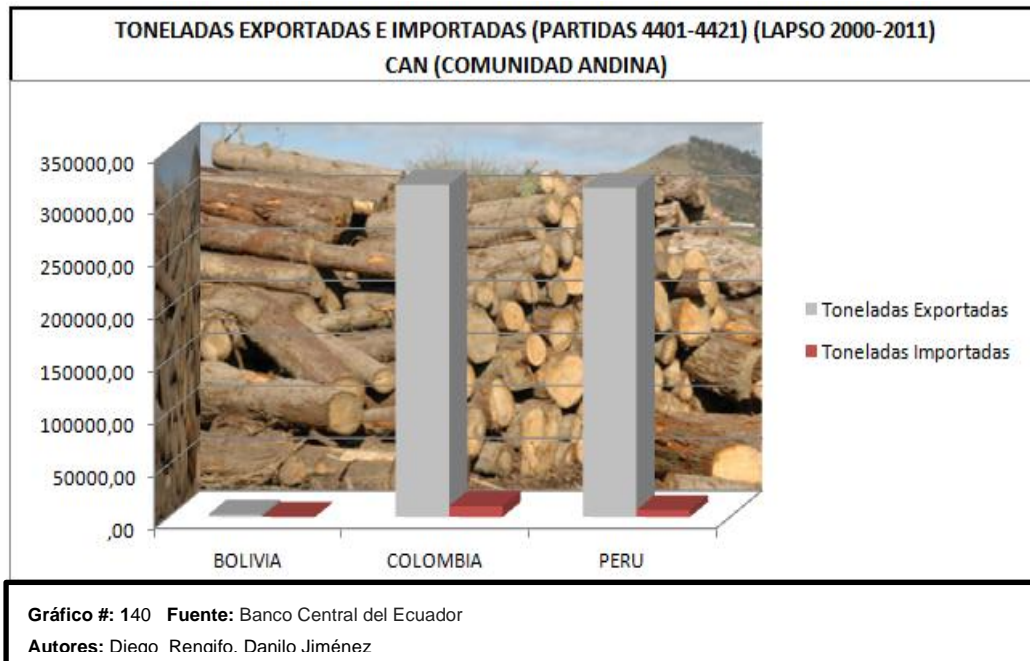 TONELADAS EXPORTADAS E IMPORTADAS (PARTIDAS 4401-4421) (LAPSO 2000-2011)
CAN (COMUNIDAD ANDINA)
350000,00
300000,00
250000,00
200000,00
150000,00
100000,00
50000,00
,00
BOLIVIA
COLOMBIA
PERU
Toneladas Exportadas
Toneladas Importadas
Gráfico #: 140 Fuente: Banco Central del Ecuador
Autores: Diego Rengifo, Danilo Jiménez